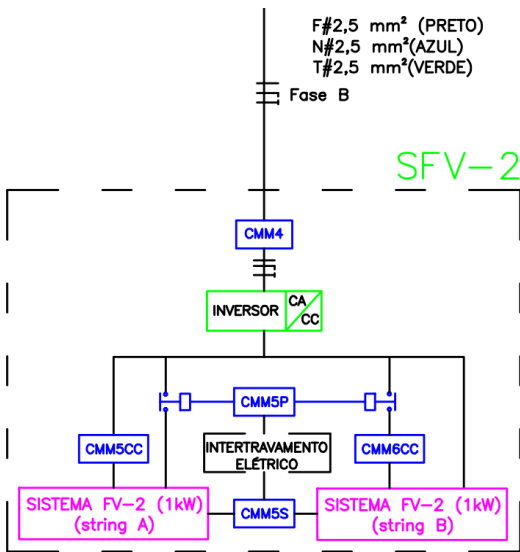 F#2,5 mm² (PRETO)
N#2,5 mm²(AZUL)
T#2,5 mm²(VERDE)
Fase B
SFV-2
CMM4
INVERSOR
CA
CC
CMM5P
CMM5CC
INTERTRAVAMENTO
ELÉTRICO
CMM6CC
SISTEMA FV-2 (1kW)
(string A)
CMM5S
SISTEMA FV-2 (1kW)
(string B)